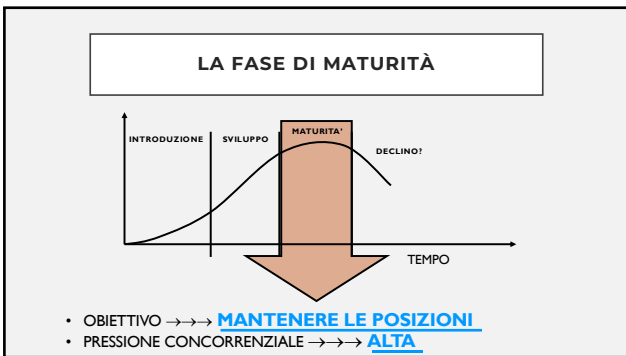 LA FASE DI MATURITÀ
INTRODUZIONE
SVILUPPO
MATURITA'
DECLINO?
TEMPO
• OBIETTIVO →→→ MANTENERE LE POSIZIONI
• PRESSIONE CONCORRENZIALE →→→ ALTA